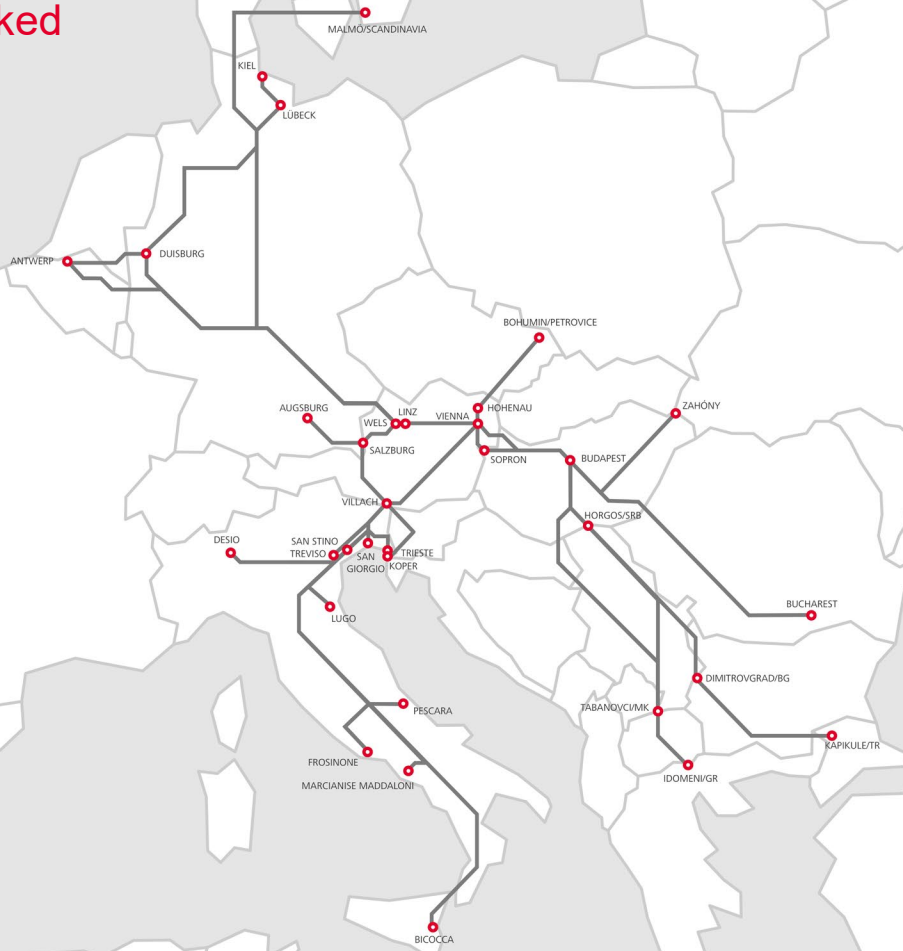 ked
MALMÖ/SCANDINAVIA
KIEL
LÜBECK
DUISBURG
ANTWERP
BOHUMIN/PETROVICE
AUGSBURG
LINZ
HOHENAU
ZAHÓNY
WELS
VIENNA
SALZBURG
SOPRON
BUDAPEST
VILLACH
HORGOS/SRB
DESIO
SAN STINO
TREVISO
SAN
GIORGIO
TRIESTE
KOPER
BUCHAREST
LUGO
DIMITROVGRAD/BG
PESCARA
TABANOVCI/MK
KAPIKULE/TR
FROSINONE
IDOMENI/GR
MARCIANISE MADDALONI
BICOCCA